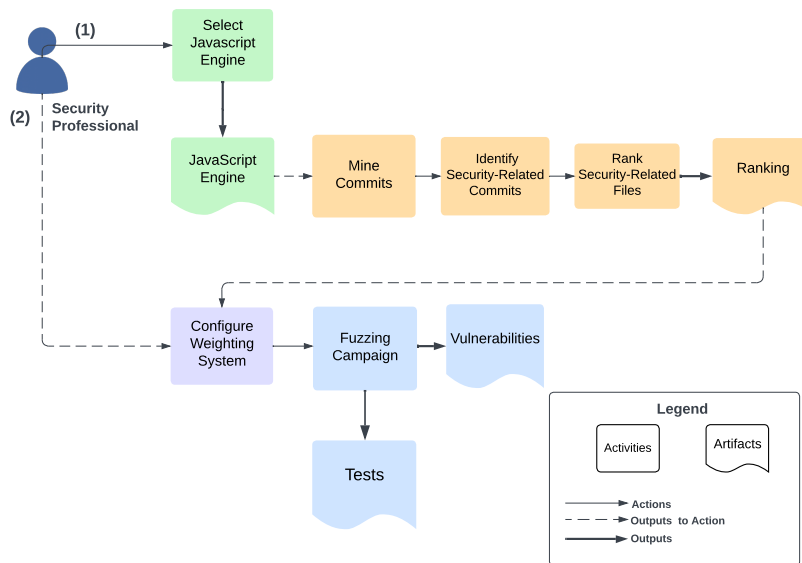 (1)
Select
Javascript
Engine
(2)
Security
Professional
JavaScript
Engine
Mine
Commits
Identify
Security-Related
Commits
Rank
Security-Related
Files
Ranking
Configure
Weighting
System
Fuzzing
Campaign
Vulnerabilities
Tests
Legend
Activities
Artifacts
Actions
Outputs to Action
Outputs